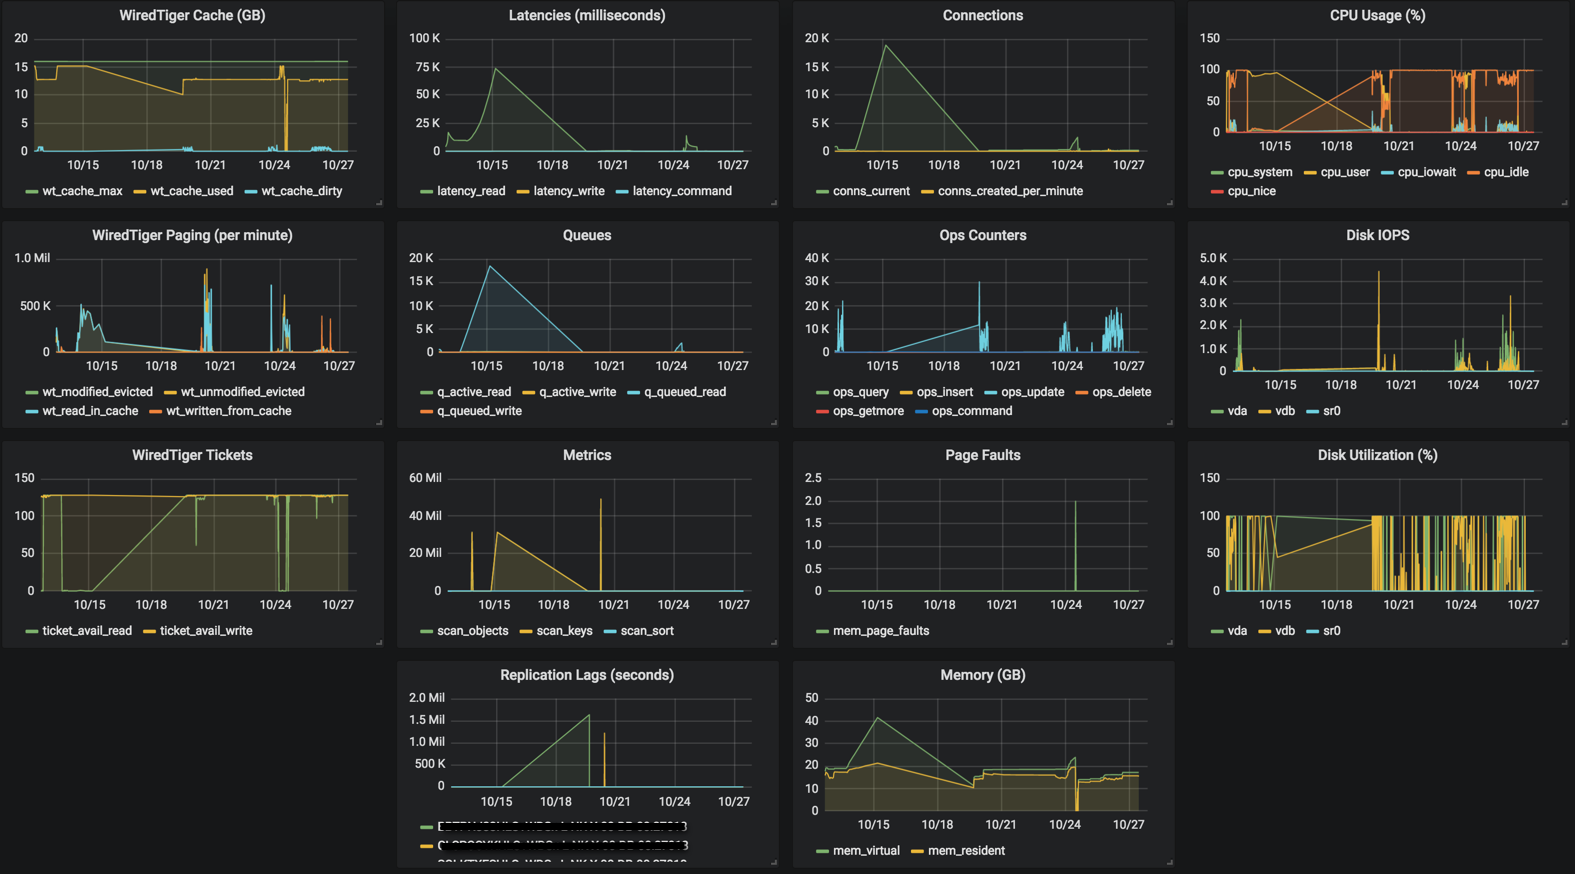 WiredTiger Cache (GB)
20
15
10
5
0
10/15 10/18 10/21 10/24 10/27
wt_cache_max wt_cache_used wt_cache_dirty
Latencies (milliseconds)
100 K
75 K
50 K
25 K
0
10/15 10/18 10/21 10/24 10/27
latency_read latency_write latency_command
Connections
20 K
15 K
10 K
5 K
0
10/15 10/18 10/21 10/24 10/27
conns_current conns_created_per_minute
CPU Usage (%)
150
100
50
0
10/15 10/18 10/21 10/24 10/27
cpu_system cpu_user cpu_iowait cpu_idle
cpu_nice
WiredTiger Paging (per minute)
1.0 Mil
500 K
0
10/15 10/18 10/21 10/24 10/27
wt_modified_evicted wt_unmodified_evicted
wt_read_in_cache wt_written_from_cache
Queues
20 K
15 K
10 K
5 K
0
10/15 10/18 10/21 10/24 10/27
q_active_read q_active_write q_queued_read
q_queued_write
Ops Counters
40 K
30 K
20 K
10 K
0
10/15 10/18 10/21 10/24 10/27
ops_query ops_insert ops_update ops_delete
ops_getmore ops_command
Disk IOPS
5.0 K
4.0 K
3.0 K
2.0 K
1.0 K
0
10/15 10/18 10/21 10/24 10/27
vda vdb sr0
WiredTiger Tickets
150
100
50
0
10/15 10/18 10/21 10/24 10/27
ticket_avail_read ticket_avail_write
Metrics
60 Mil
40 Mil
20 Mil
0
10/15 10/18 10/21 10/24 10/27
scan_objects scan_keys scan_sort
Page Faults
2.5
2.0
1.5
1.0
0.5
0
10/15 10/18 10/21 10/24 10/27
mem_page_faults
Disk Utilization (%)
150
100
50
0
10/15 10/18 10/21 10/24 10/27
vda vdb sr0
Replication Lags (seconds)
2.0 Mil
1.5 Mil
1.0 Mil
500 K
0
10/15 10/18 10/21 10/24 10/27
Memory (GB)
50
40
30
20
10
0
10/15 10/18 10/21 10/24 10/27
mem_virtual mem_resident